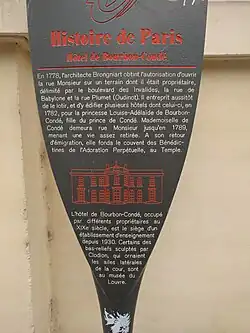 Histoire de Paris
Hôtel de Bourbon-Condé
En 1778, l'architecte Brongniart obtint l'autorisation d'ouvrir
la rue Monsieur sur un terrain dont il était propriétaire,
délimité par le boulevard des Invalides, la rue de
Babylone et la rue Plumet (Oudinot). Il entreprit aussitôt
de le lotir, et d'y édifier plusieurs hôtels dont celui-ci, en
1782, pour la princesse Louise-Adélaïde de Bourbon-
Condé, fille du prince de Condé. Mademoiselle de
Condé demeura rue Monsieur jusqu'en 1789,
menant une vie assez retirée. A son retour
d'émigration, elle fonda le couvent des Bénédic-
tines de l'Adoration Perpétuelle, au Temple.
L'hôtel de Bourbon-Condé, occupé
par différents propriétaires au
XIXe siècle, est le siège d'un
établissement d'enseignement
depuis 1930. Certains des
bas-reliefs sculptés par
Clodion, qui ornaient
les ailes latérales
de la cour, sont
au musée du
Louvre.